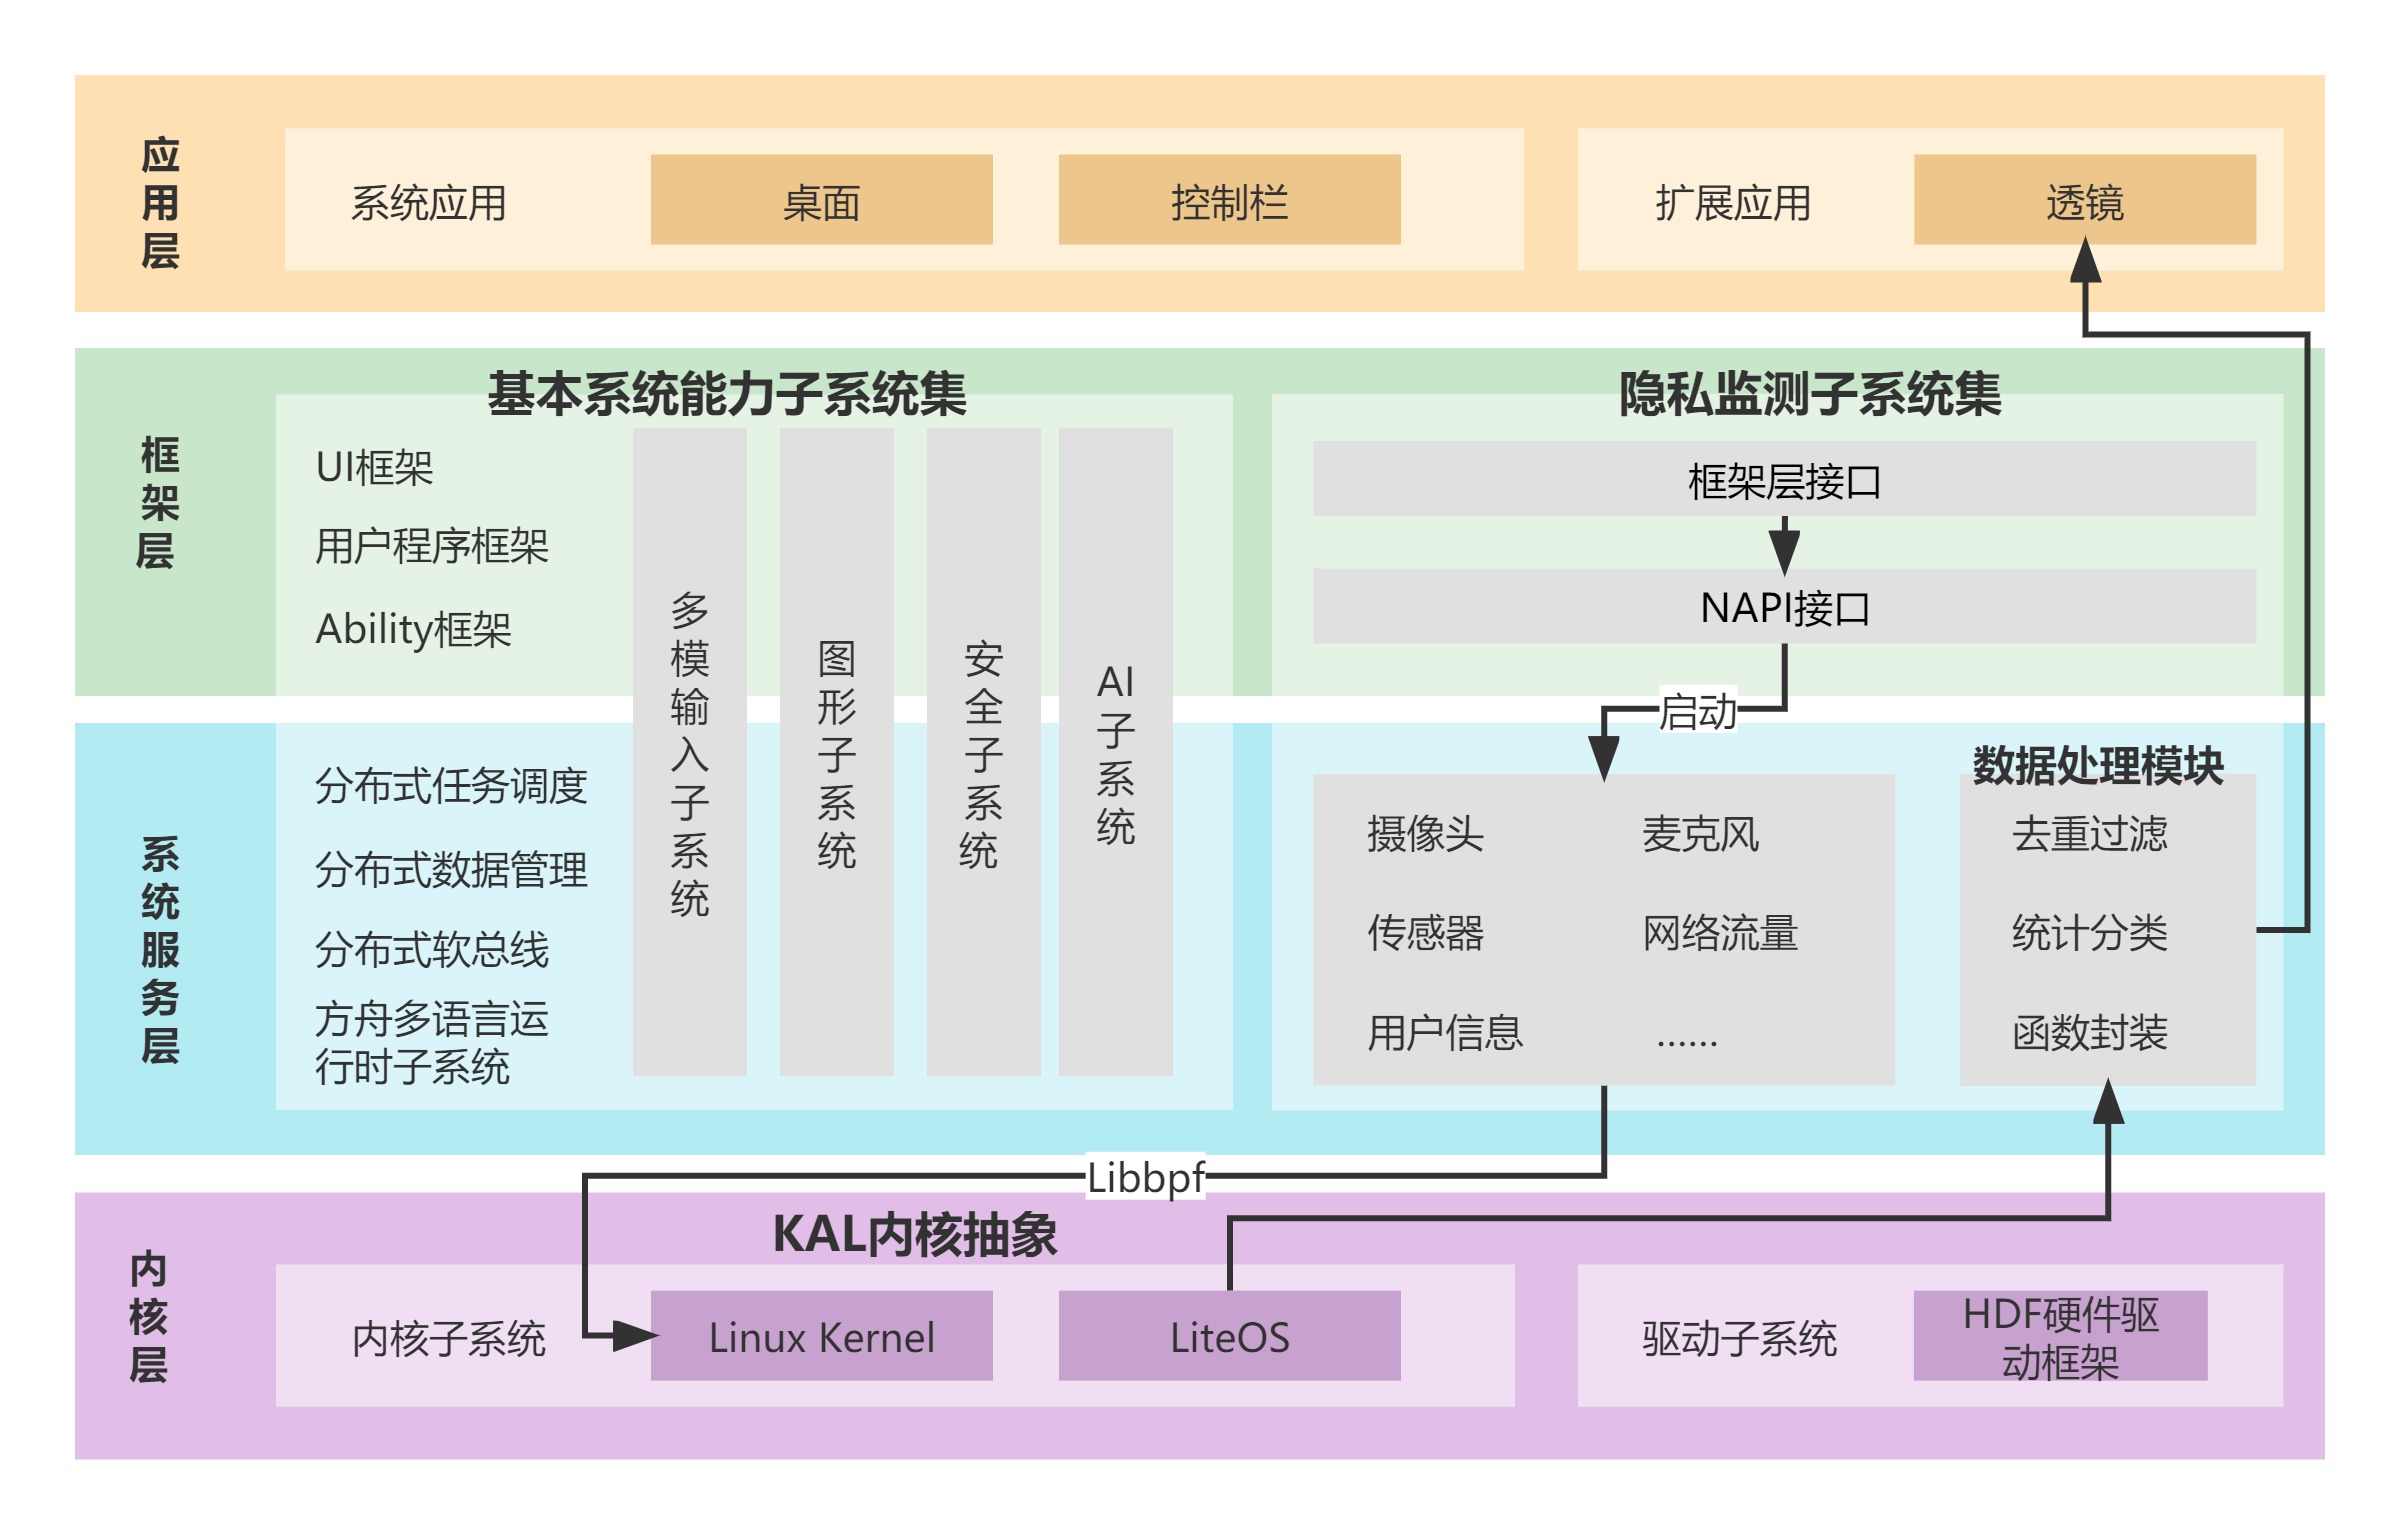 应用层
系统应用
桌面
控制栏
扩展应用
透镜
框架层
基本系统能力子系统集
UI框架
用户程序框架
Ability框架
多模输入子系统
图形子系统
安全子系统
AI子系统
隐私监测子系统集
框架层接口
NAPI接口
启动
系统服务层
分布式任务调度
分布式数据管理
分布式软总线
方舟多语言运
行时子系统
摄像头
麦克风
传感器
网络流量
用户信息
……
数据处理模块
去重过滤
统计分类
函数封装
Libbpf
内核层
KAL内核抽象
内核子系统
Linux Kernel
LiteOS
驱动子系统
HDF硬件驱
动框架